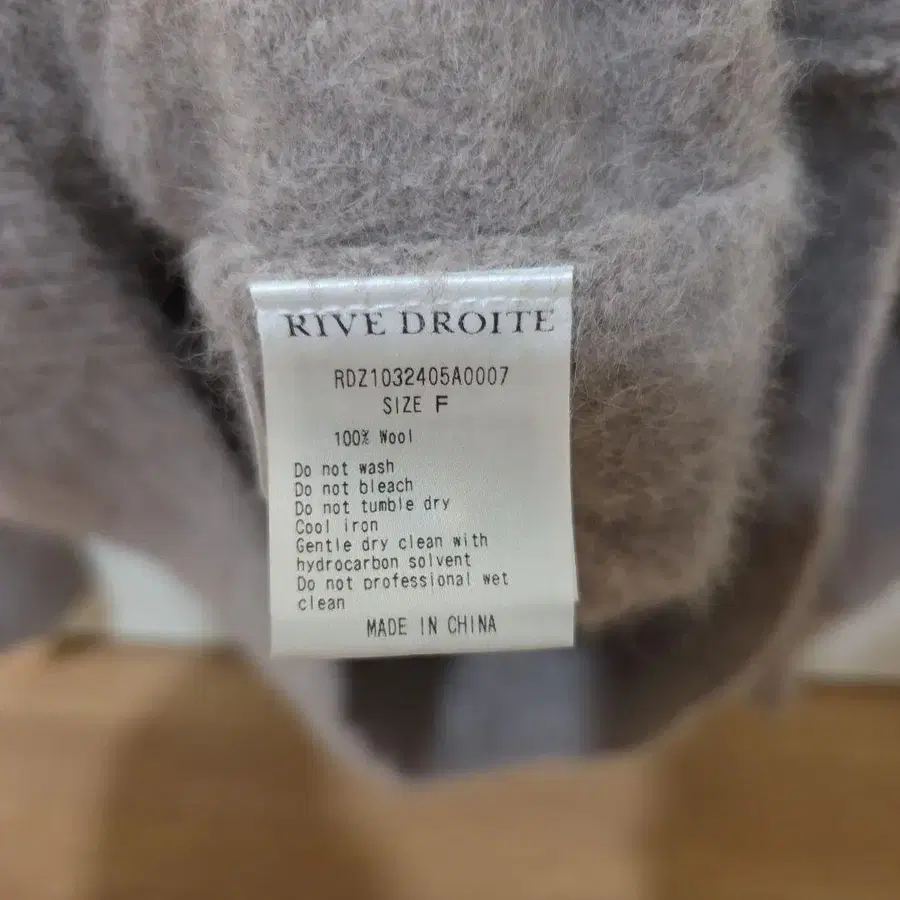 RIVE DROITE
RDZ1032405A0007
SIZE F
100% Wool
Do not wash
Do not bleach
Do not tumble dry
Cool iron
Gentle dry clean with
hydrocarbon solvent
Do not professional wet
clean
MADE IN CHINA